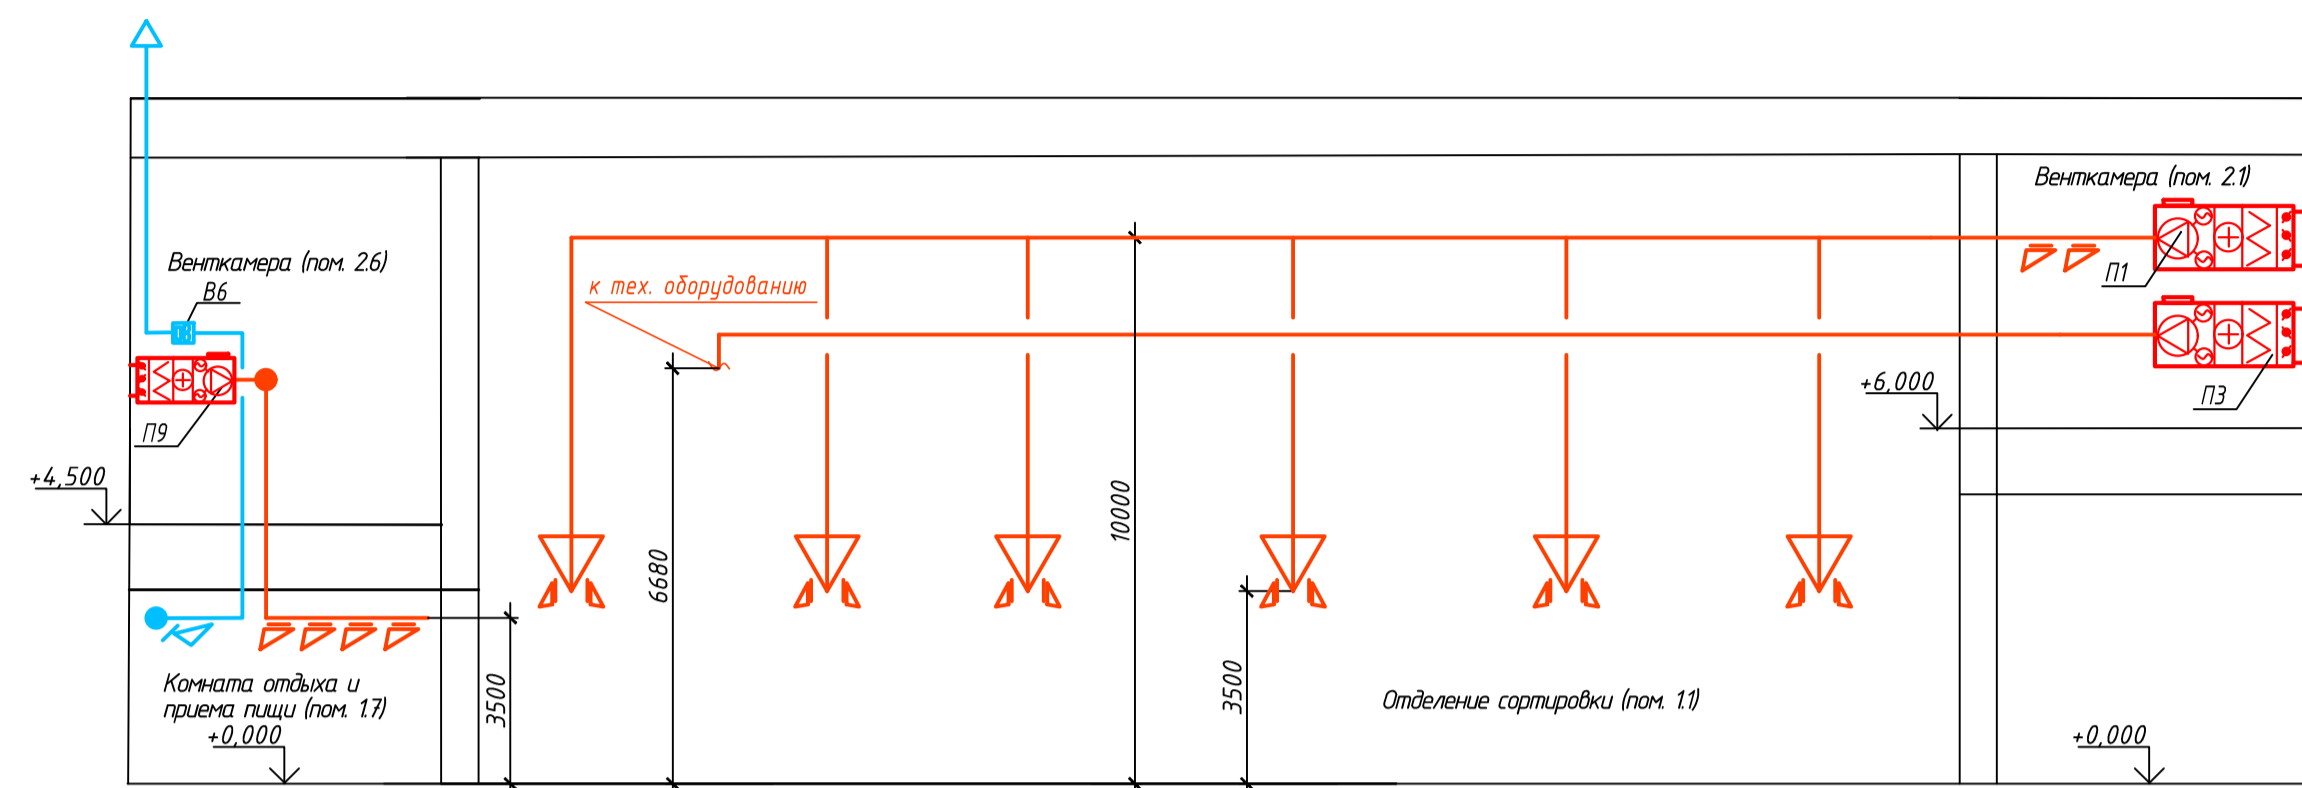 Венткамера (пом. 2.1)
Венткамера (пом. 2.6)
В6
к тех. оборудованию
П1
П3
+6,000
П9
+4,500
10000
6680
3500
3500
Комната отдыха и
приема пищи (пом. 1.7)
+0,000
Отделение сортировки (пом. 1.1)
+0,000